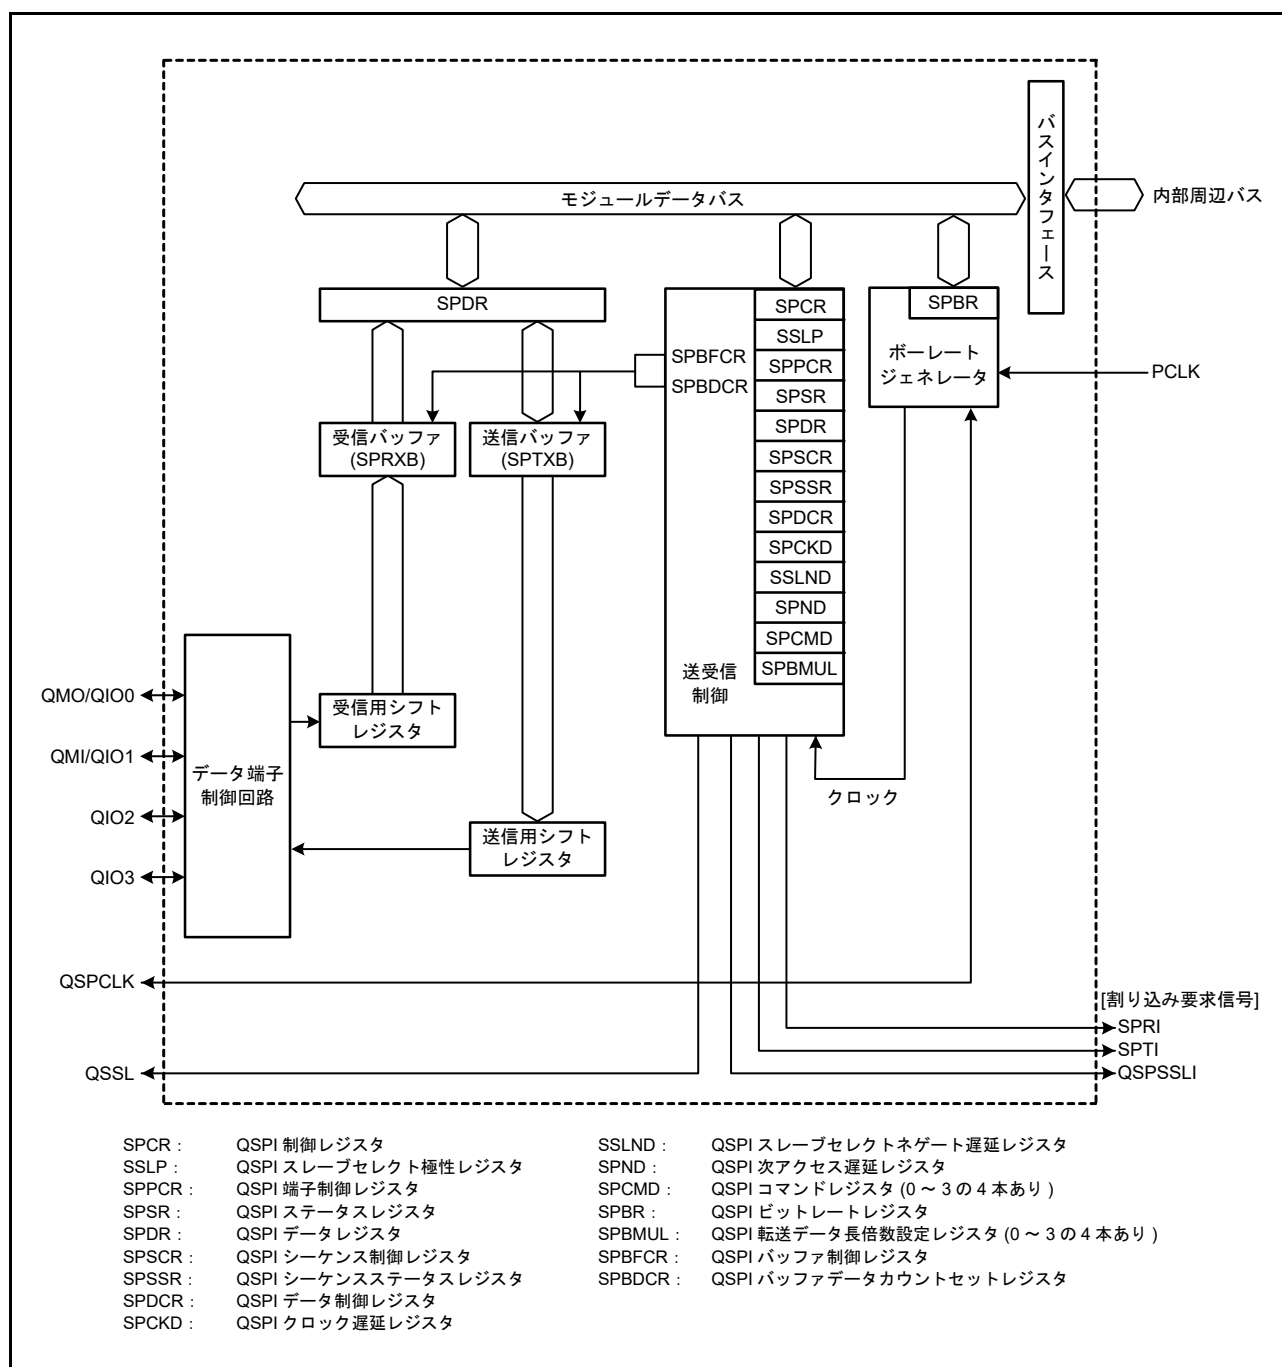 バスインタフェース
モジュールデータバス
内部周辺バス
SPDR
SPCR
SSLP
SPPCR
SPSR
SPDR
SPSCR
SPSSR
SPDCR
SPCKD
SSLND
SPND
SPCMD
SPBMUL
SPBFCR
SPBDCR
送受信
制御
SPBR
ボーレート
ジェネレータ
PCLK
受信バッファ
(SPRXB)
送信バッファ
(SPTXB)
QMO/QIO0
QMI/QIO1
QIO2
QIO3
データ端子
制御回路
受信用シフト
レジスタ
送信用シフト
レジスタ
クロック
QSPCLK
QSSL
[割り込み要求信号]
SPRI
SPTI
QSPSSLI
SPCR : QSPI 制御レジスタ
SSLP : QSPI スレーブセレクト極性レジスタ
SPPCR : QSPI 端子制御レジスタ
SPSR : QSPI ステータスレジスタ
SPDR : QSPI データレジスタ
SPSCR : QSPI シーケンス制御レジスタ
SPSSR : QSPI シーケンスステータスレジスタ
SPDCR : QSPI データ制御レジスタ
SPCKD : QSPI クロック遅延レジスタ
SSLND : QSPI スレーブセレクトネゲート遅延レジスタ
SPND : QSPI 次アクセス遅延レジスタ
SPCMD : QSPI コマンドレジスタ (0 ～ 3 の 4 本あり )
SPBR : QSPI ビットレートレジスタ
SPBMUL : QSPI 転送データ長倍数設定レジスタ (0 ～ 3 の 4 本あり )
SPBFCR : QSPI バッファ制御レジスタ
SPBDCR : QSPI バッファデータカウントセットレジスタ